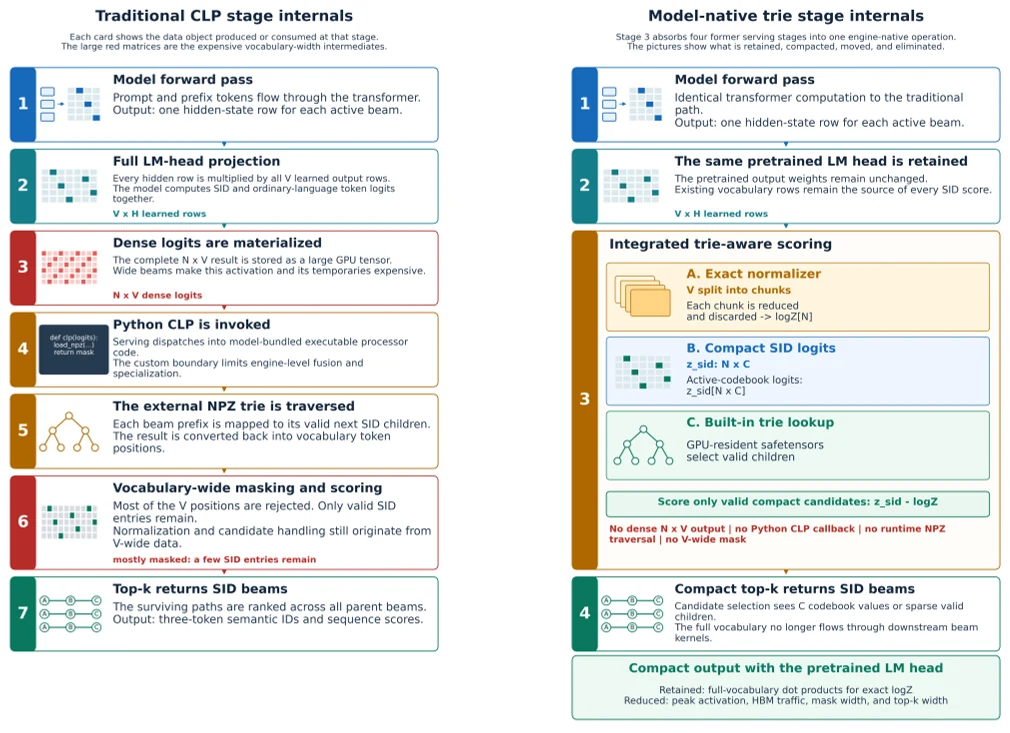 Traditional CLP stage internals
Each card shows the data object produced or consumed at that stage.
The large red matrices are the expensive vocabulary-width intermediates.
1
Model forward pass
Prompt and prefix tokens flow through the transformer.
Output: one hidden-state row for each active beam.
2
Full LM-head projection
Every hidden row is multiplied by all V learned output rows.
The model computes SID and ordinary-language token logits
together.
V x H learned rows
3
Dense logits are materialized
The complete N x V result is stored as a large GPU tensor.
Wide beams make this activation and its temporaries expensive.
N x V dense logits
4
def clp(logits):
load_npz(...)
return mask
Python CLP is invoked
Serving dispatches into model-bundled executable processor
code.
The custom boundary limits engine-level fusion and
specialization.
5
The external NPZ trie is traversed
Each beam prefix is mapped to its valid next SID children.
The result is converted back into vocabulary token
positions.
6
Vocabulary-wide masking and scoring
Most of the V positions are rejected. Only valid SID
entries remain.
Normalization and candidate handling still originate from
V-wide data.
mostly masked: a few SID entries remain
7
A B C
A B C
A B C
Top-k returns SID beams
The surviving paths are ranked across all parent beams.
Output: three-token semantic IDs and sequence scores.
Model-native trie stage internals
Stage 3 absorbs four former serving stages into one engine-native operation.
The pictures show what is retained, compacted, moved, and eliminated.
1
Model forward pass
Identical transformer computation to the traditional
path.
Output: one hidden-state row for each active beam.
2
The same pretrained LM head is retained
The pretrained output weights remain unchanged.
Existing vocabulary rows remain the source of every SID score.
V x H learned rows
3
Integrated trie-aware scoring
A. Exact normalizer
V split into chunks
Each chunk is reduced
and discarded -> logZ[N]
B. Compact SID logits
z_sid: N x C
Active-codebook logits:
z_sid[N x C]
C. Built-in trie lookup
GPU-resident safetensors
select valid children
Score only valid compact candidates: z_sid - logZ
No dense N x V output | no Python CLP callback | no runtime NPZ
traversal | no V-wide mask
4
A B C
A B C
A B C
Compact top-k returns SID beams
Candidate selection sees C codebook values or sparse valid
children.
The full vocabulary no longer flows through downstream beam
kernels.
Compact output with the pretrained LM head
Retained: full-vocabulary dot products for exact logZ
Reduced: peak activation, HBM traffic, mask width, and top-k width